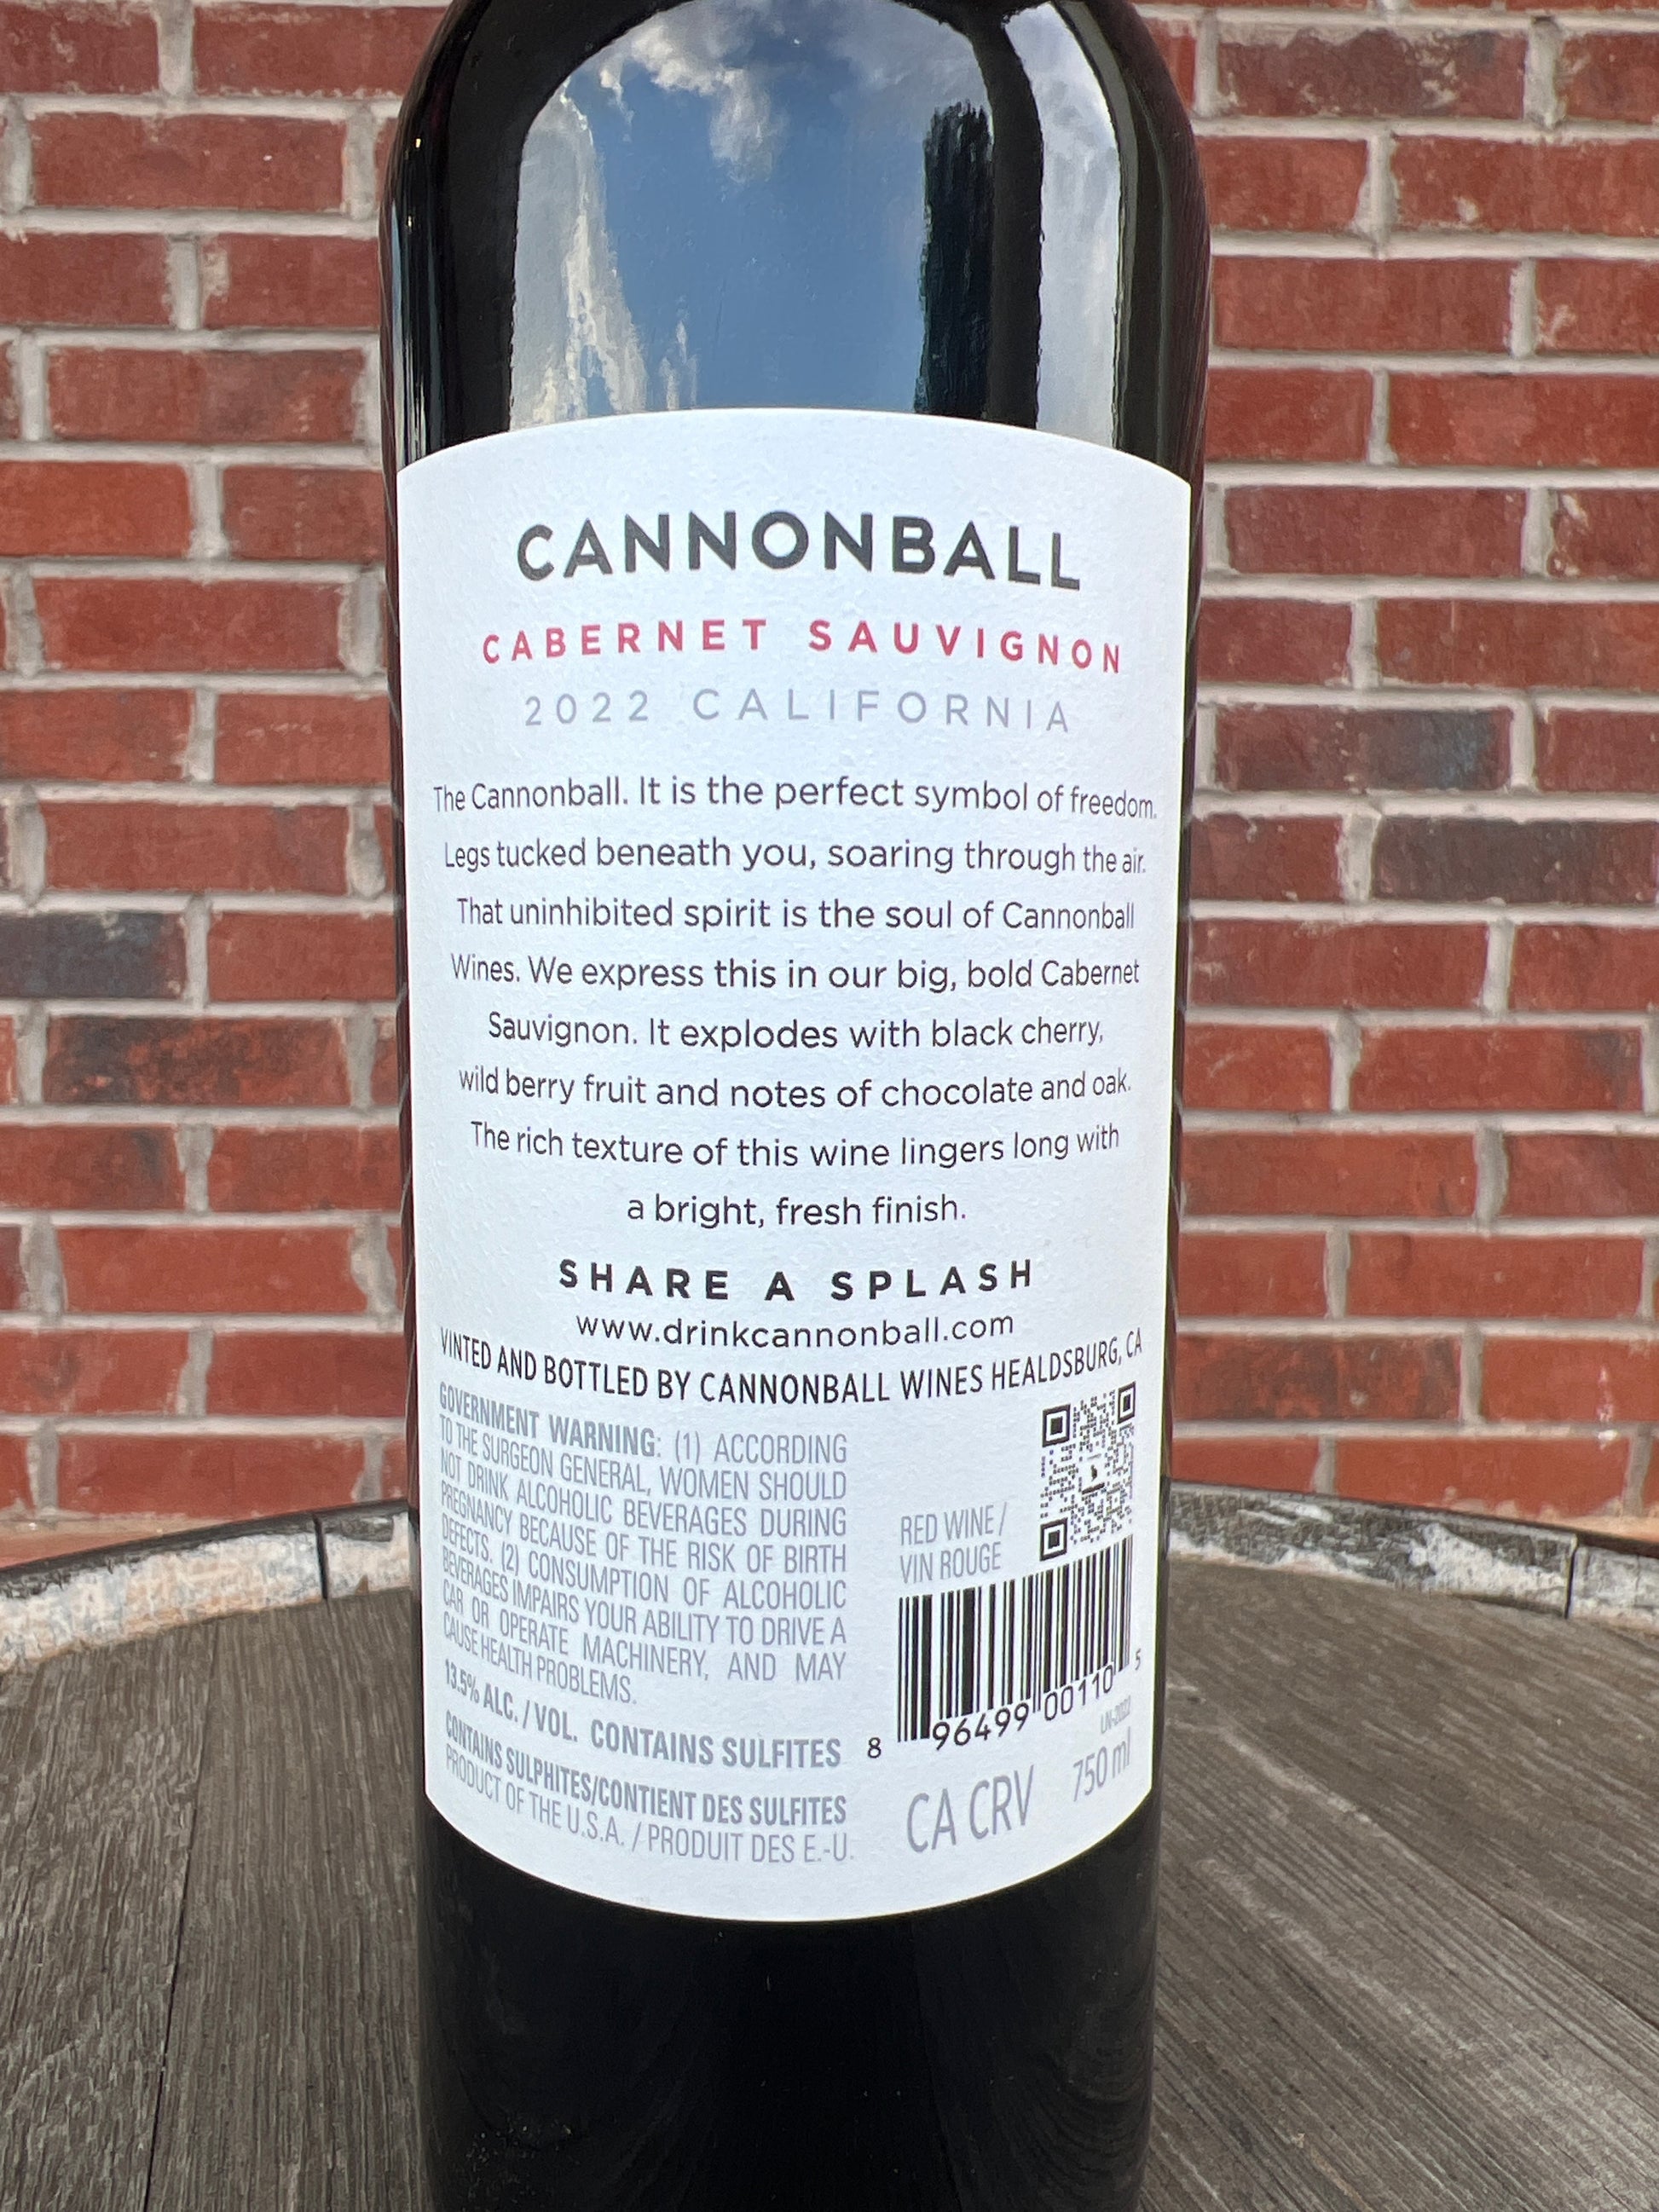 CANNONBALL
CABERNET SAUVIGNON
2022 CALIFORNIA
The Cannonball. It is the perfect symbol of freedom.
Legs tucked beneath you, soaring through the air.
That uninhibited spirit is the soul of Cannonball
Wines. We express this in our big, bold Cabernet
Sauvignon. It explodes with black cherry,
wild berry fruit and notes of chocolate and oak.
The rich texture of this wine lingers long with
a bright, fresh finish.
SHARE A SPLASH
www.drinkcannonball.com
VINTED AND BOTTLED BY CANNONBALL WINES HEALDSBURG, CA
GOVERNMENT WARNING: (1) ACCORDING
TO THE SURGEON GENERAL, WOMEN SHOULD
NOT DRINK ALCOHOLIC BEVERAGES DURING
PREGNANCY BECAUSE OF THE RISK OF BIRTH
DEFECTS. (2) CONSUMPTION OF ALCOHOLIC
BEVERAGES IMPAIRS YOUR ABILITY TO DRIVE A
CAR OR OPERATE MACHINERY, AND MAY
CAUSE HEALTH PROBLEMS.
13.5% ALC. / VOL. CONTAINS SULFITES
CONTAINS SULPHITES/CONTIENT DES SULFITES
PRODUCT OF THE U.S.A. / PRODUIT DES E.-U.
RED WINE /
VIN ROUGE
8 96499 00110 5
CA CRV 750 ml